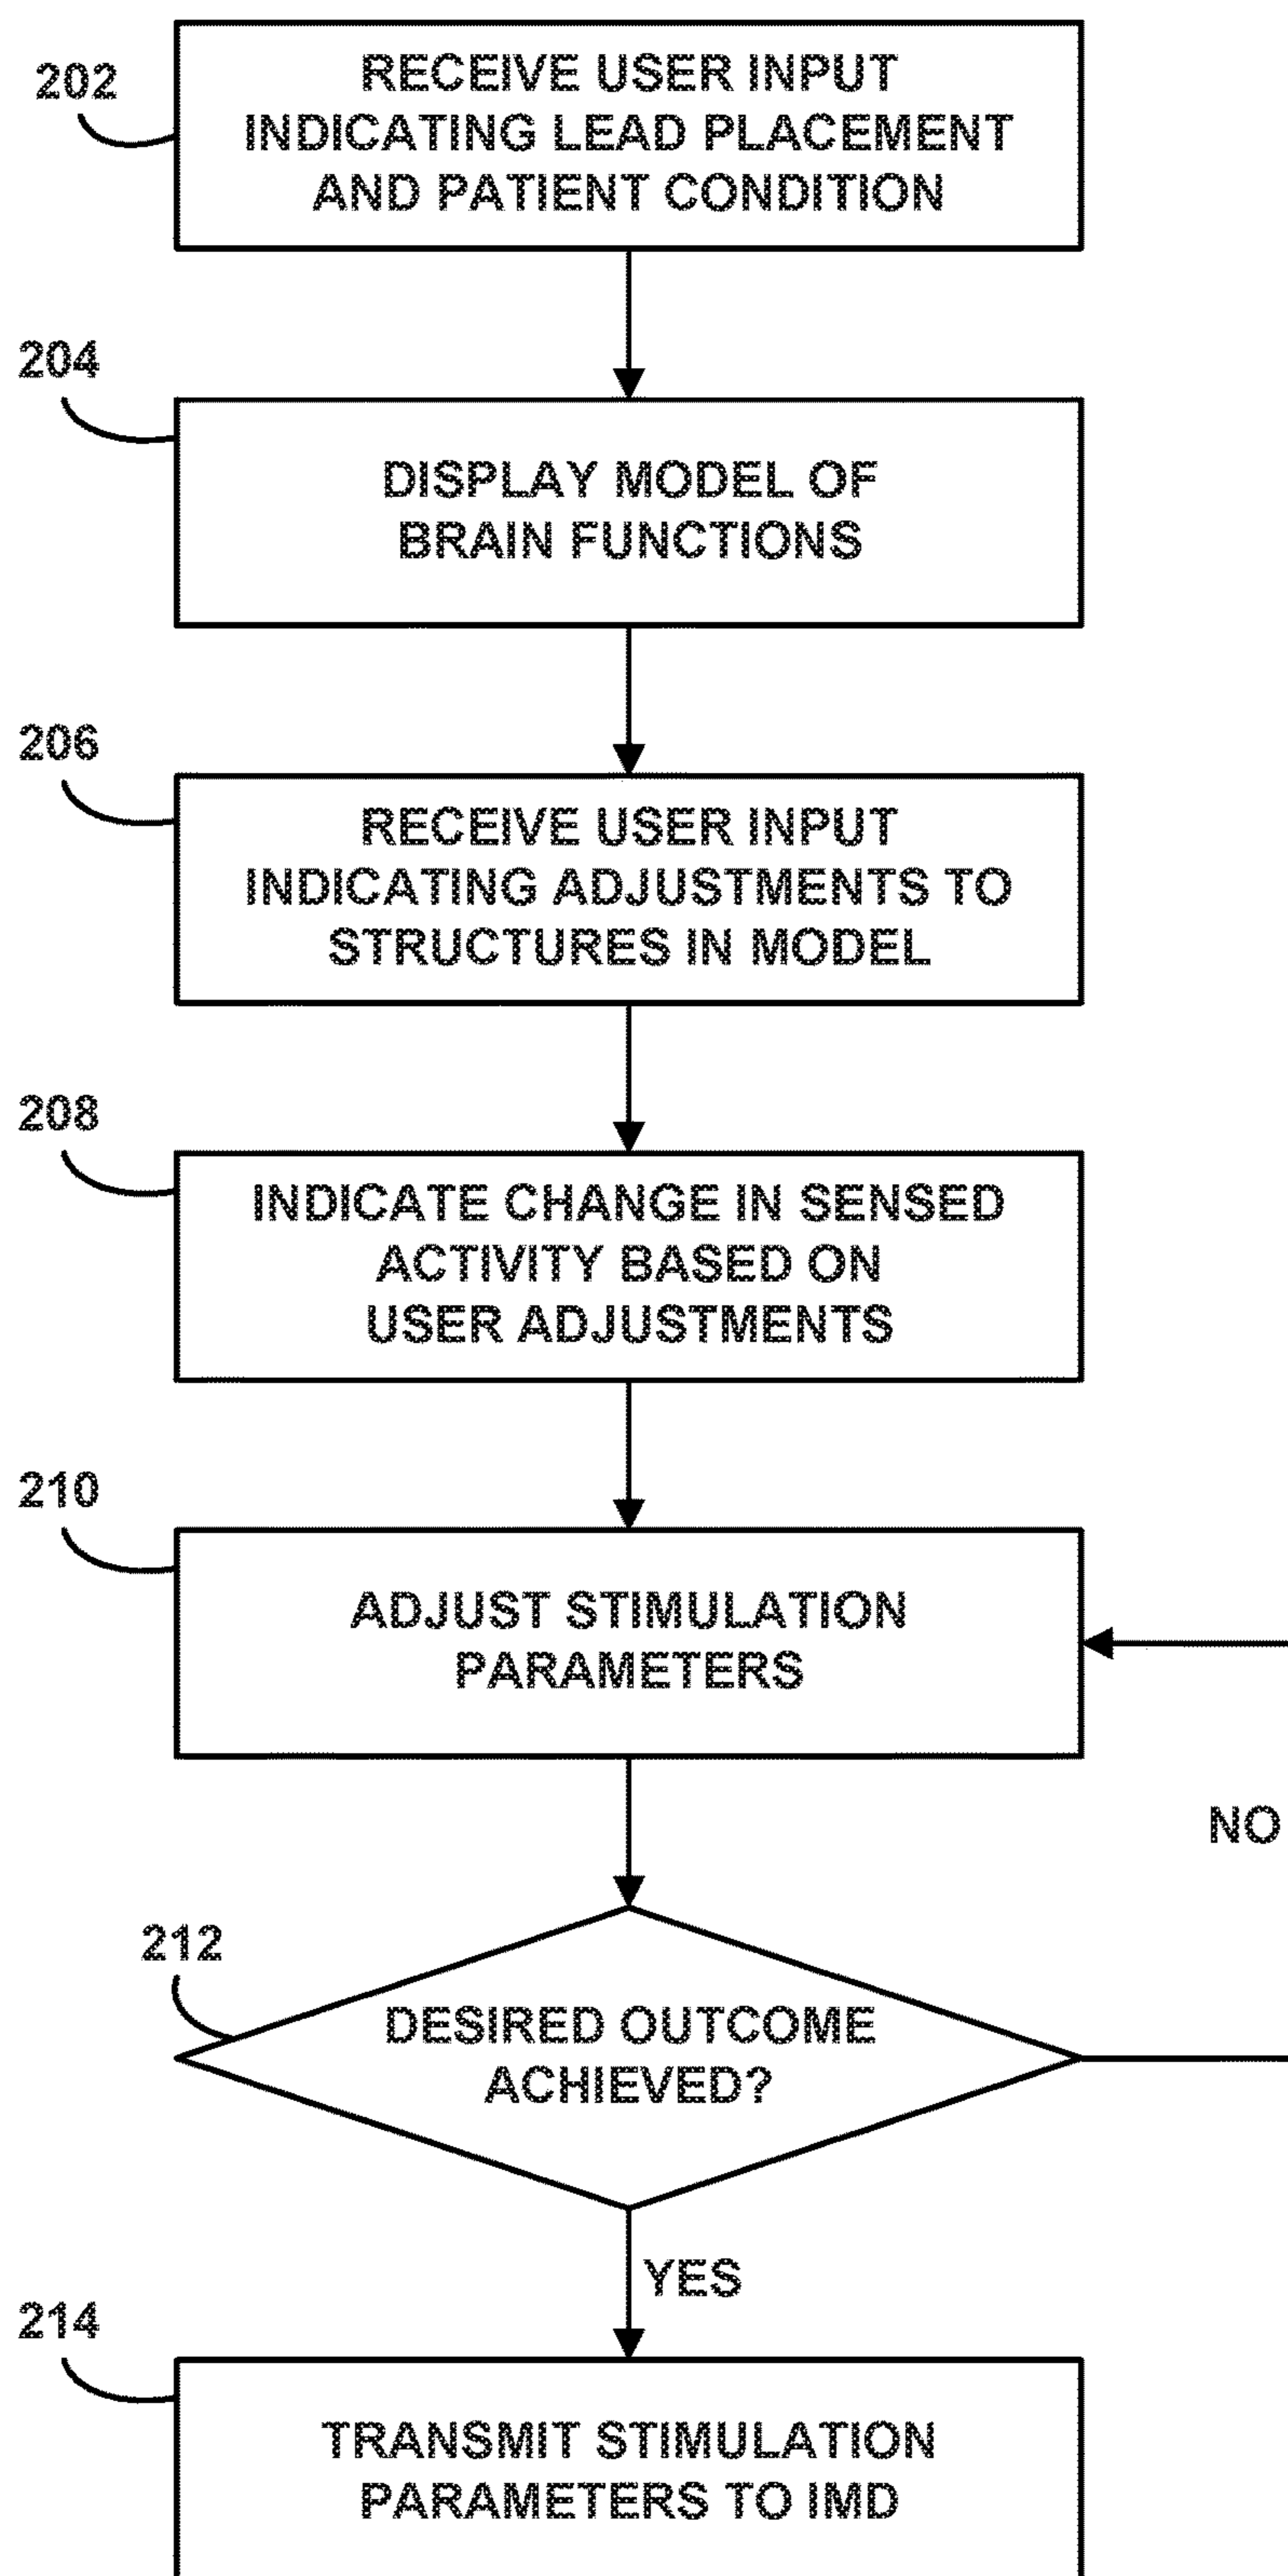 202
RECEIVE USER INPUT
INDICATING LEAD PLACEMENT
AND PATIENT CONDITION
204
DISPLAY MODEL OF
BRAIN FUNCTIONS
206
RECEIVE USER INPUT
INDICATING ADJUSTMENTS TO
STRUCTURES IN MODEL
208
INDICATE CHANGE IN SENSED
ACTIVITY BASED ON
USER ADJUSTMENTS
210
ADJUST STIMULATION
PARAMETERS
NO
212
DESIRED OUTCOME
ACHIEVED?
YES
214
TRANSMIT STIMULATION
PARAMETERS TO IMD